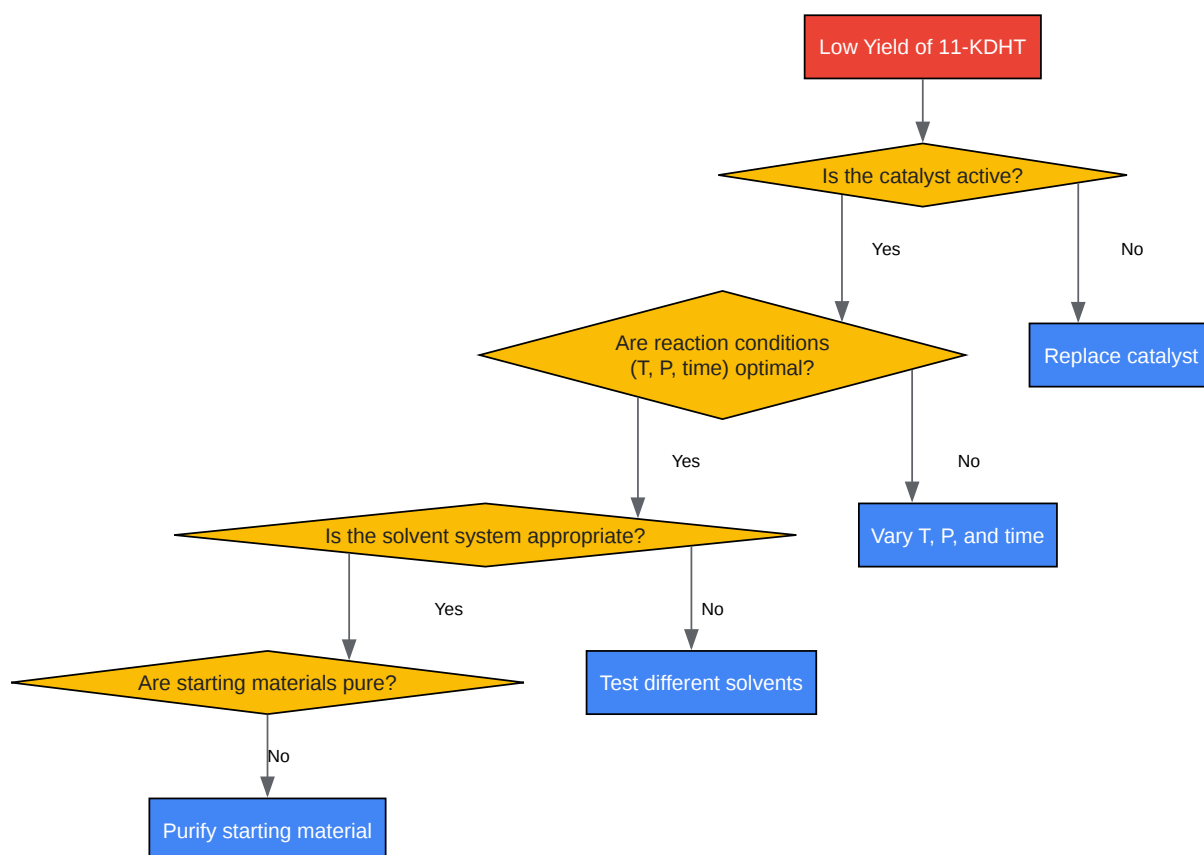 Low Yield of 11-KDHT
Is the catalyst active?
Yes
No
Are reaction conditions
(T, P, time) optimal?
Replace catalyst
Yes
No
Is the solvent system appropriate?
Vary T, P, and time
Yes
No
Are starting materials pure?
Test different solvents
No
Purify starting material